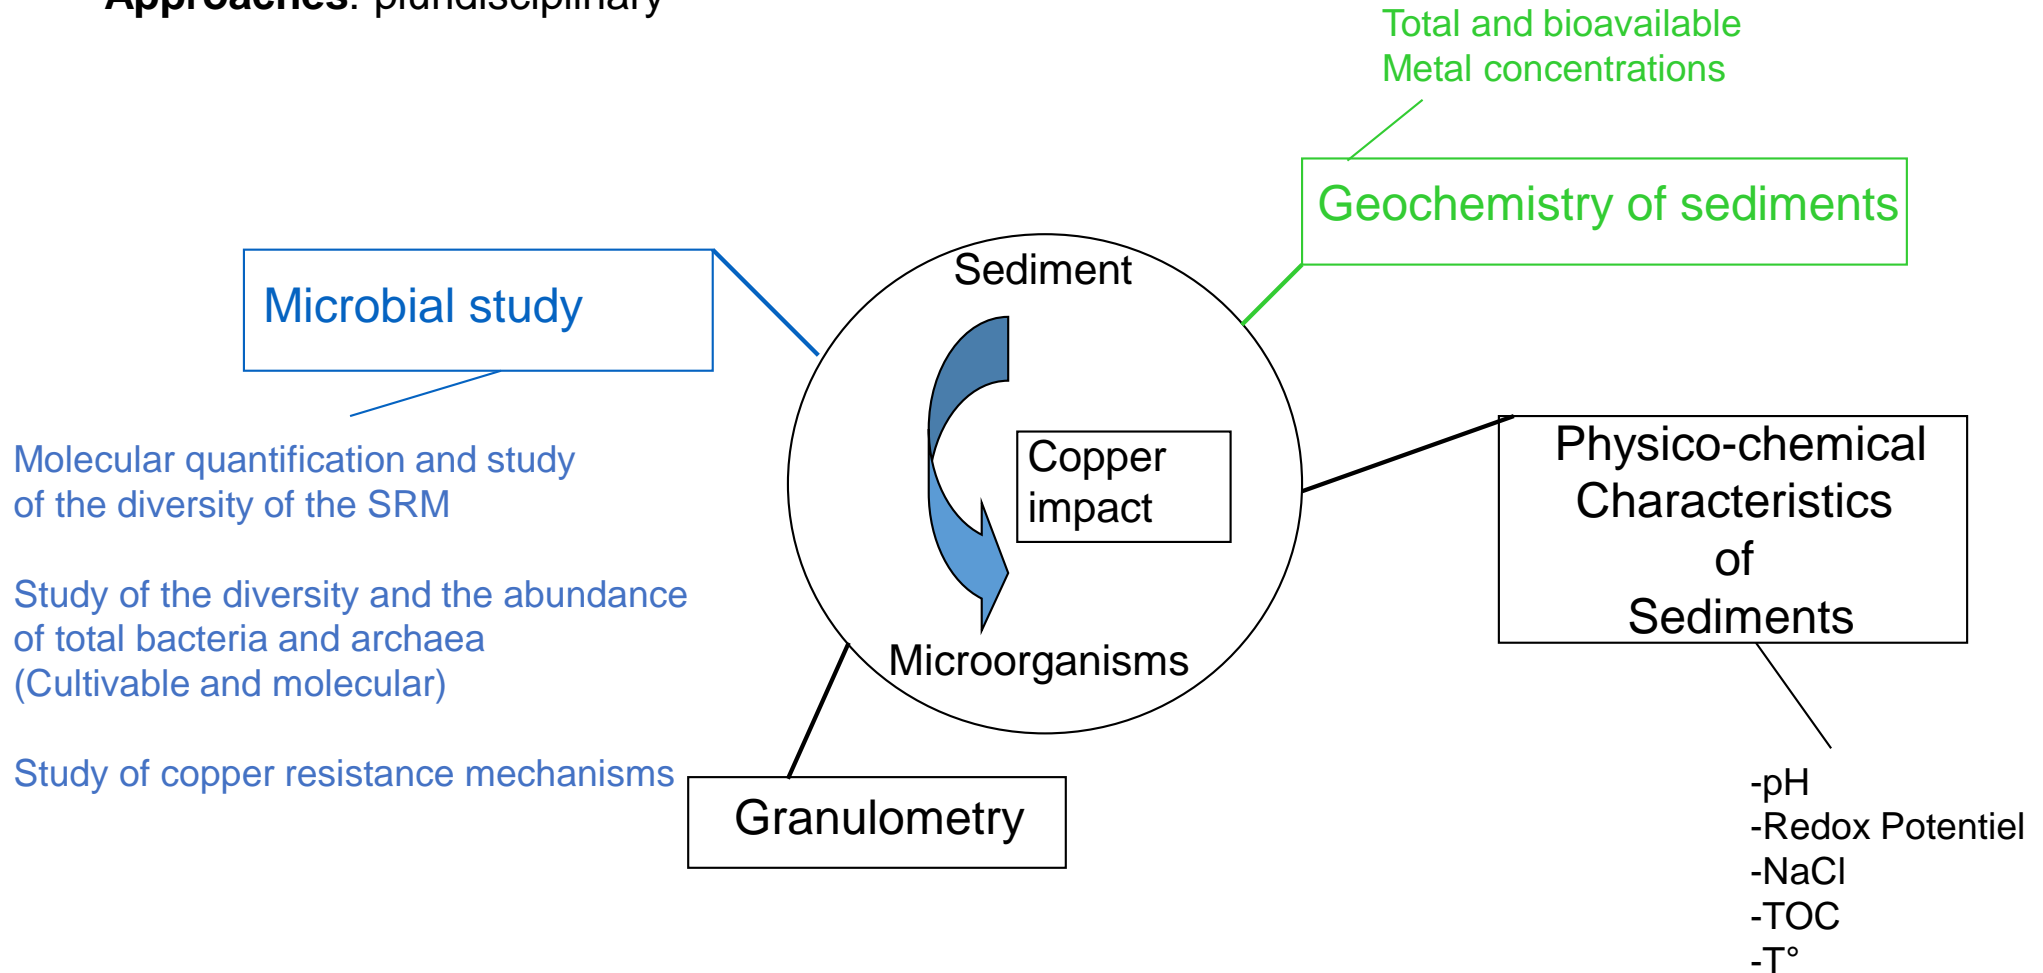 Approaches: pluridisciplinary
Total and bioavailable
Metal concentrations
Geochemistry of sediments
Microbial study
Sediment
Copper
impact
Microorganisms
Molecular quantification and study
of the diversity of the SRM
Study of the diversity and the abundance
of total bacteria and archaea
(Cultivable and molecular)
Study of copper resistance mechanisms
Granulometry
Physico-chemical
Characteristics
of
Sediments
-pH
-Redox Potentiel
-NaCl
-TOC
-T°